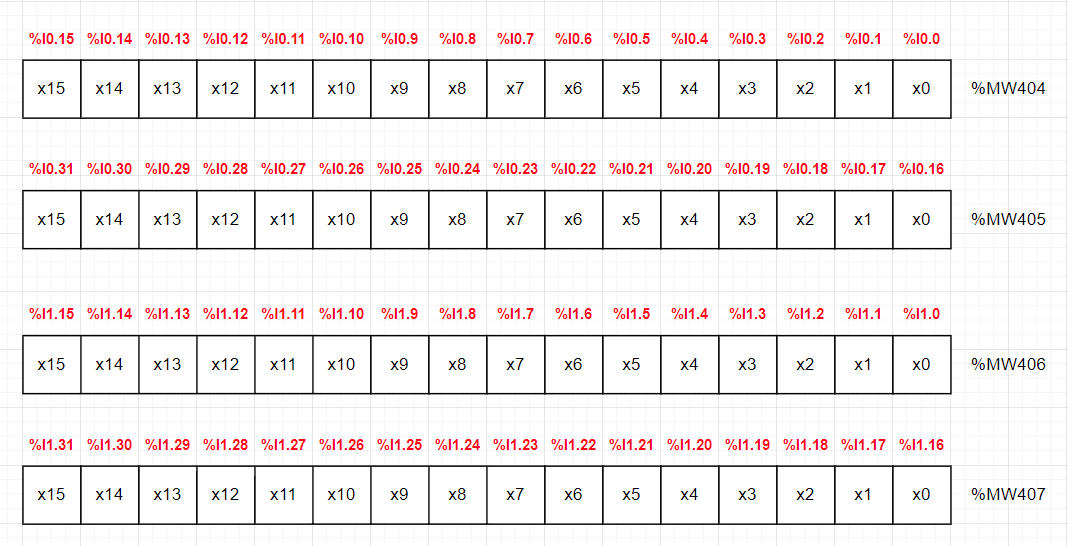 %I0.15 %I0.14 %I0.13 %I0.12 %I0.11 %I0.10 %I0.9 %I0.8 %I0.7 %I0.6 %I0.5 %I0.4 %I0.3 %I0.2 %I0.1 %I0.0
x15 x14 x13 x12 x11 x10 x9 x8 x7 x6 x5 x4 x3 x2 x1 x0 %MW404
%I0.31 %I0.30 %I0.29 %I0.28 %I0.27 %I0.26 %I0.25 %I0.24 %I0.23 %I0.22 %I0.21 %I0.20 %I0.19 %I0.18 %I0.17 %I0.16
x15 x14 x13 x12 x11 x10 x9 x8 x7 x6 x5 x4 x3 x2 x1 x0 %MW405
%I1.15 %I1.14 %I1.13 %I1.12 %I1.11 %I1.10 %I1.9 %I1.8 %I1.7 %I1.6 %I1.5 %I1.4 %I1.3 %I1.2 %I1.1 %I1.0
x15 x14 x13 x12 x11 x10 x9 x8 x7 x6 x5 x4 x3 x2 x1 x0 %MW406
%I1.31 %I1.30 %I1.29 %I1.28 %I1.27 %I1.26 %I1.25 %I1.24 %I1.23 %I1.22 %I1.21 %I1.20 %I1.19 %I1.18 %I1.17 %I1.16
x15 x14 x13 x12 x11 x10 x9 x8 x7 x6 x5 x4 x3 x2 x1 x0 %MW407